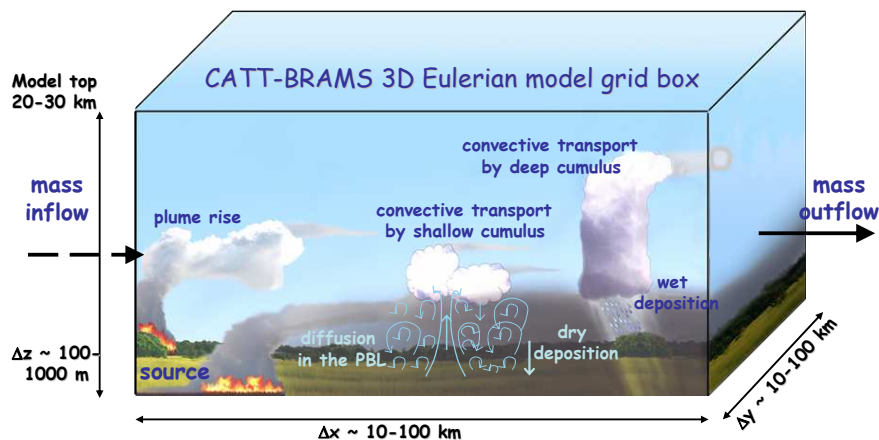 CATT-BRAMS 3D Eulerian model grid box
Model top
20-30 km
convective transport
by deep cumulus
mass
inflow
mass
outflow
plume rise
convective transport
by shallow cumulus
wet
deposition
diffusion
in the PBL
dry
deposition
Δz ~ 100-
1000 m
source
Δy ~ 10-100 km
Δx ~ 10-100 km